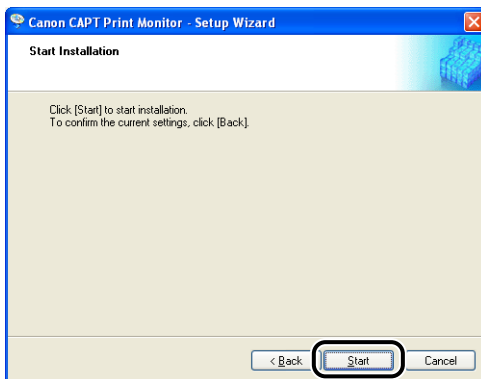 Canon CAPT Print Monitor - Setup Wizard
Start Installation
Click [Start] to start installation.
To confirm the current settings, click [Back].
< Back
Start
Cancel